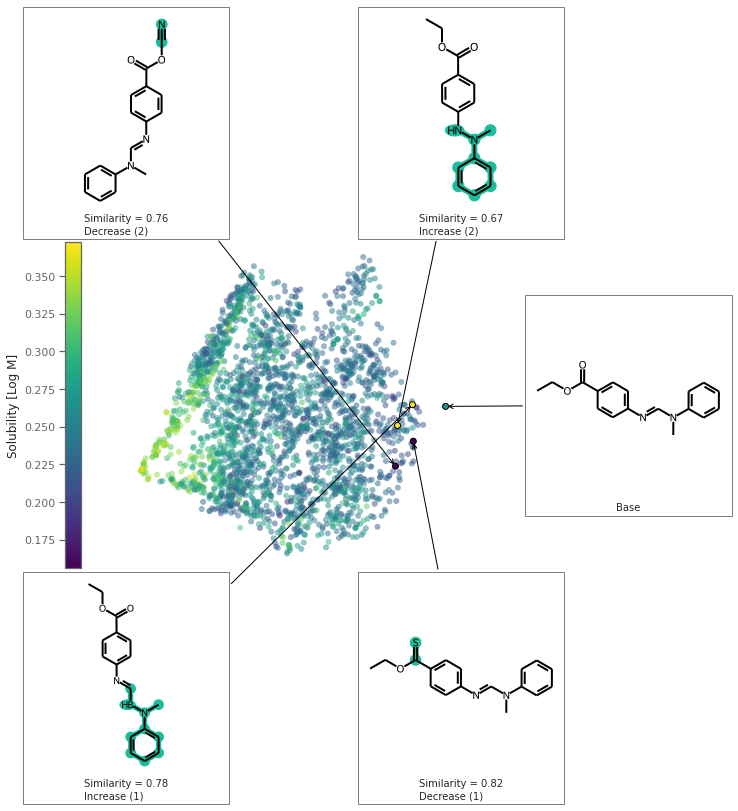 N
O
O
N
N
Similarity = 0.76
Decrease (2)
O
O
HN
N
Similarity = 0.67
Increase (2)
Solubility [Log M]
0.350
0.325
0.300
0.275
0.250
0.225
0.200
0.175
O
O
N
N
Base
O
O
N
HB
N
Similarity = 0.78
Increase (1)
S
O
N
N
Similarity = 0.82
Decrease (1)